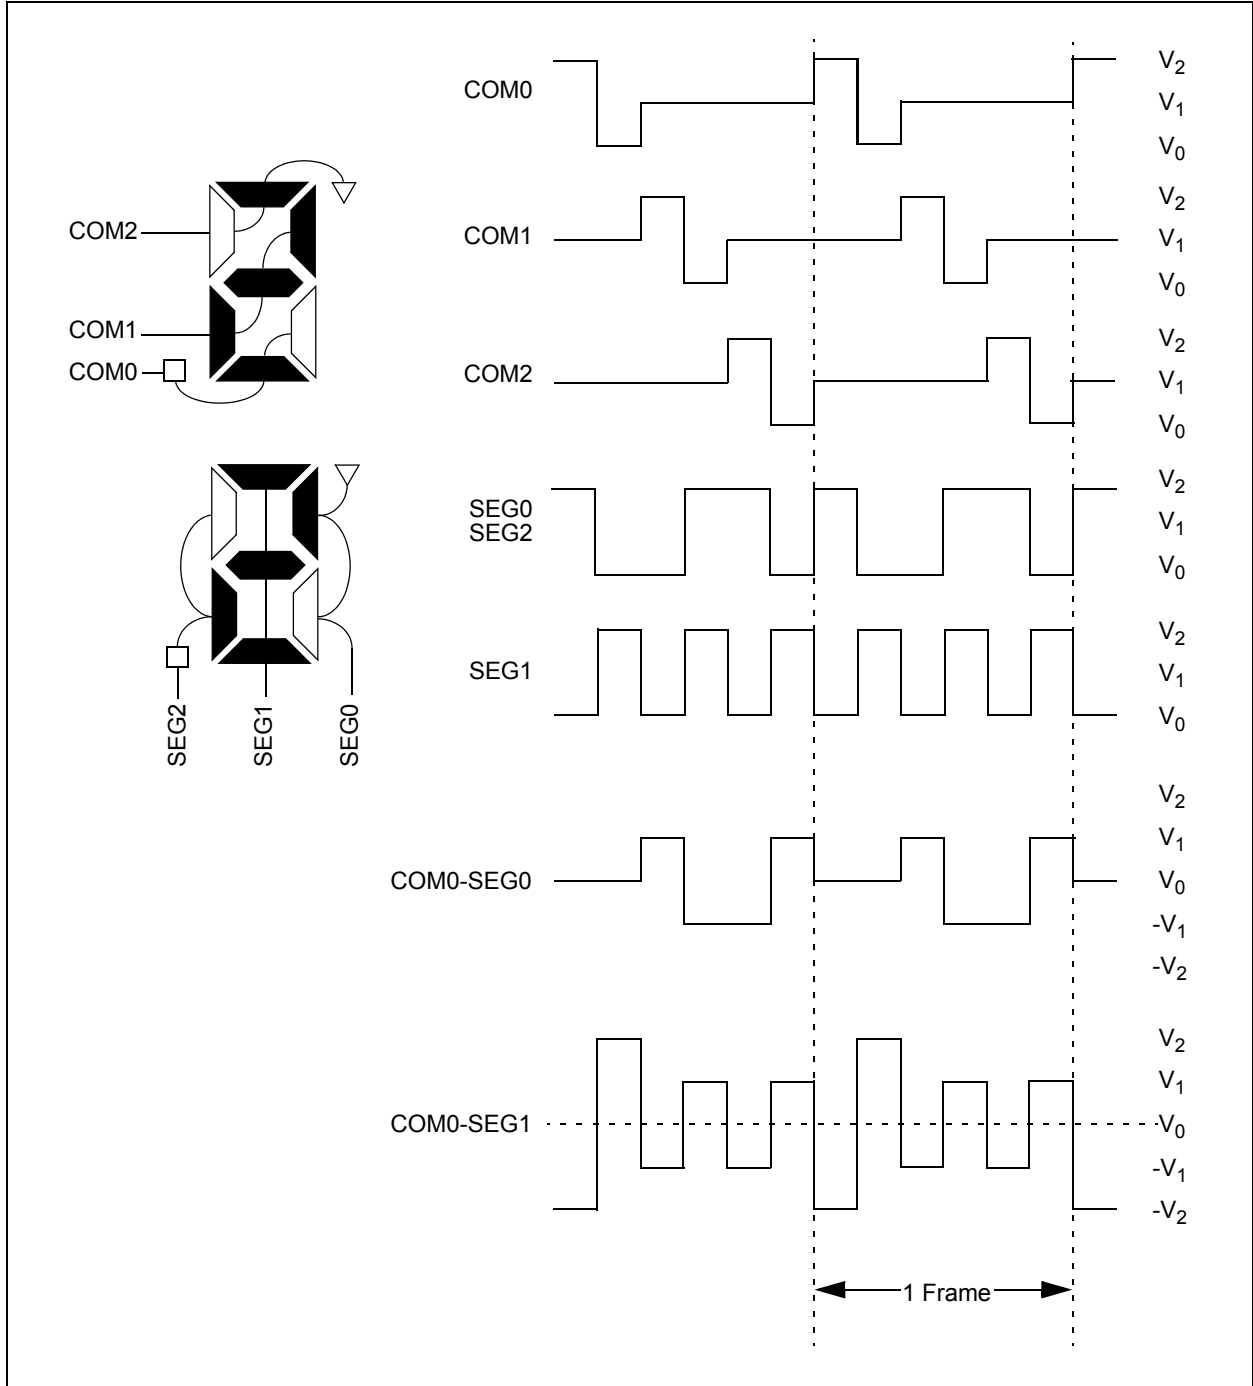 COM0
V2
V1
V0
COM1
V2
V1
V0
COM2
V2
V1
V0
COM2
COM1
COM0
SEG0
SEG2
V2
V1
V0
SEG1
V2
V1
V0
SEG2
SEG1
SEG0
COM0-SEG0
V2
V1
V0
-V1
-V2
COM0-SEG1
V2
V1
V0
-V1
-V2
1 Frame